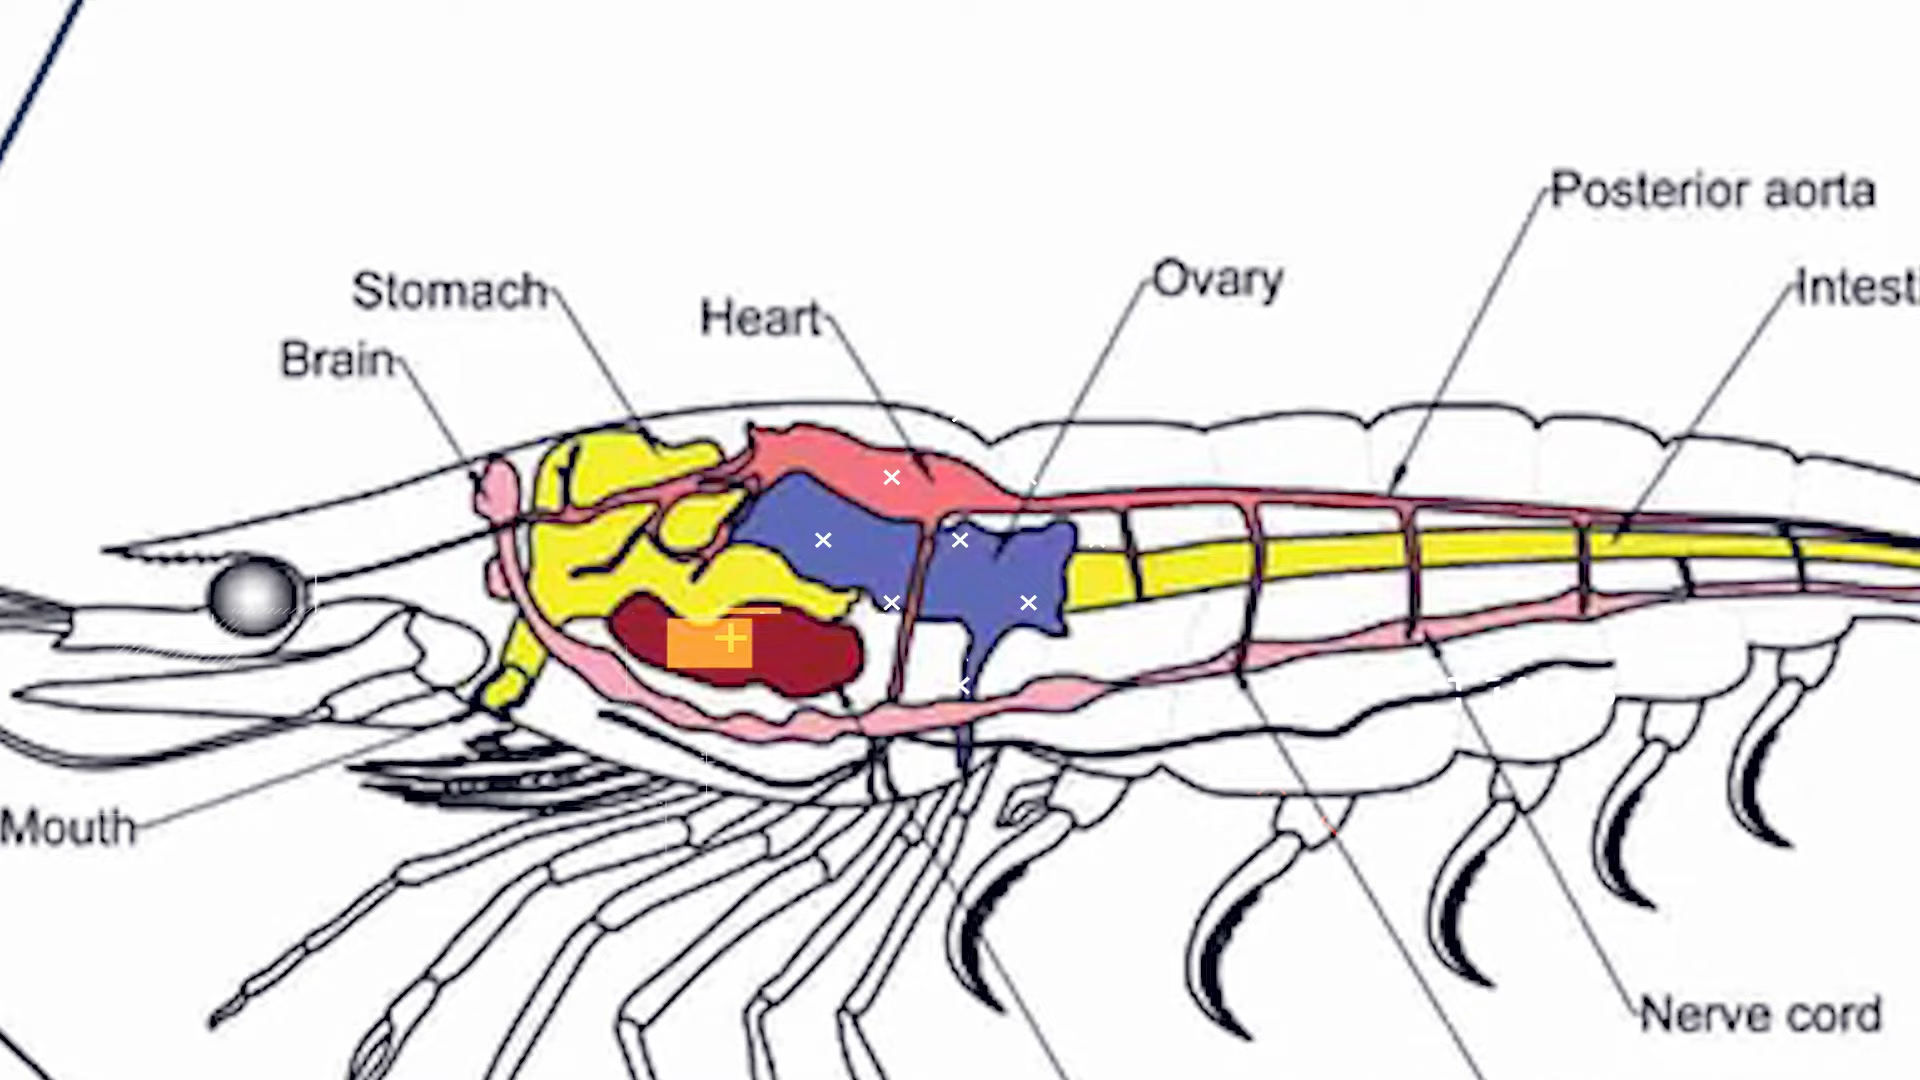 Posterior aorta
Ovary
Intesti
Stomach
Heart
Brain
Mouth
Nerve cord